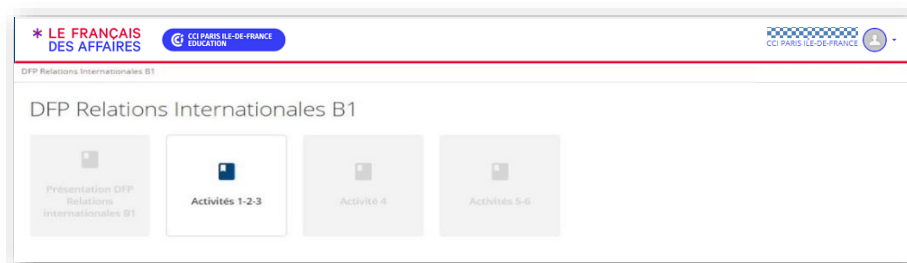 * LE FRANÇAIS
DES AFFAIRES
CCI PARIS ILE-DE-FRANCE
EDUCATION
CCI PARIS ILE-DE-FRANCE
DFP Relations Internationales B1
DFP Relations Internationales B1
Présentation DFP
Relations
internationales B1
Activités 1-2-3
Activité 4
Activités 5-6